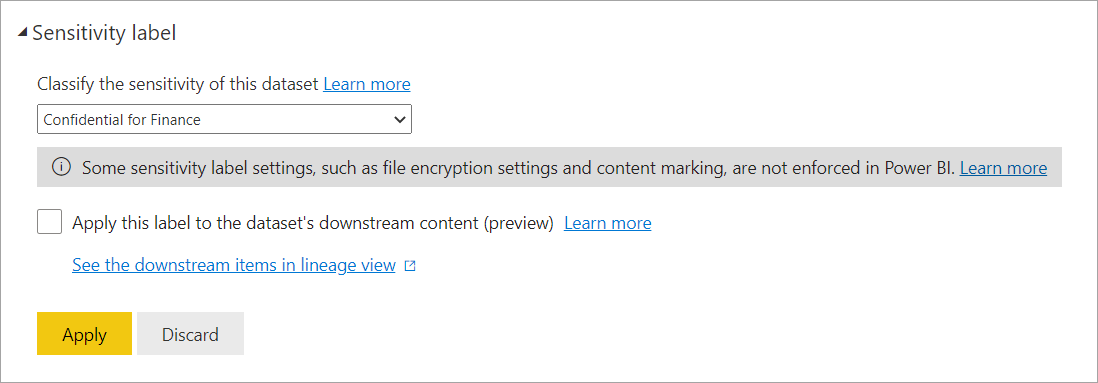 Sensitivity label
Classify the sensitivity of this dataset Learn more
Confidential for Finance
Some sensitivity label settings, such as file encryption settings and content marking, are not enforced in Power BI. Learn more
Apply this label to the dataset's downstream content (preview) Learn more
See the downstream items in lineage view
Apply Discard